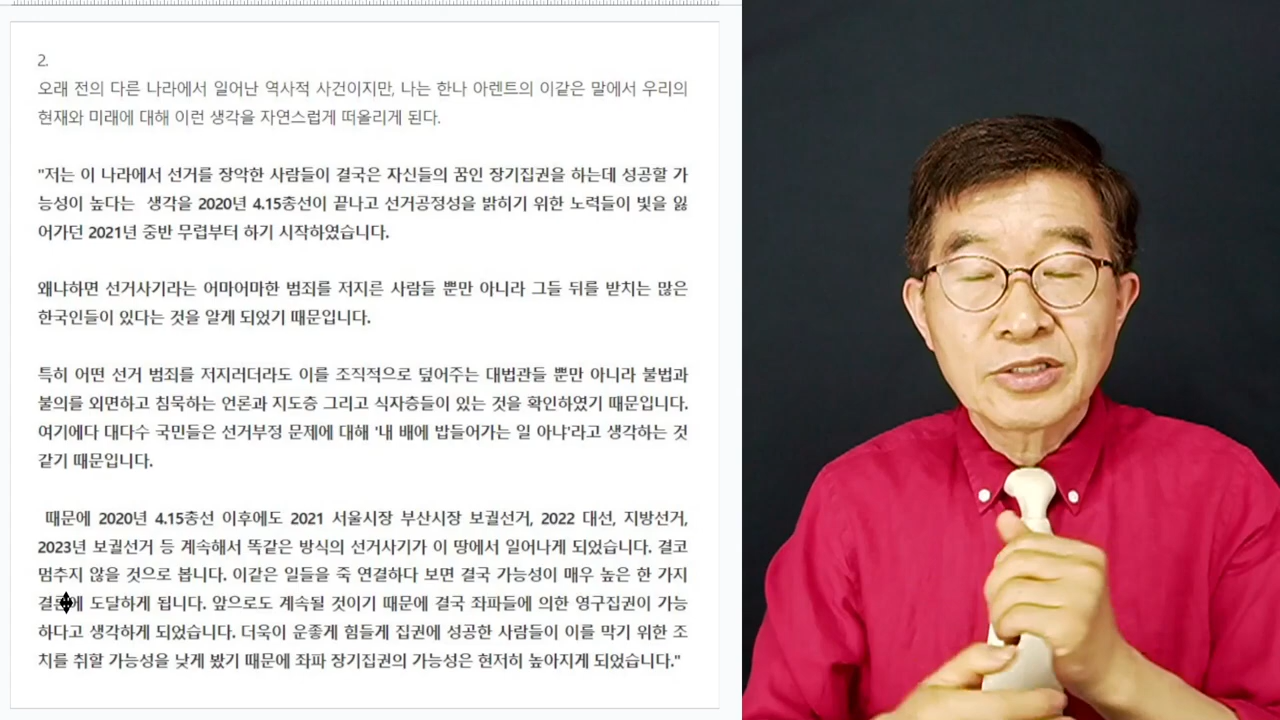 2.
오래 전의 다른 나라에서 일어난 역사적 사건이지만, 나는 한나 아렌트의 이같은 말에서 우리의
현재와 미래에 대해 이런 생각을 자연스럽게 떠올리게 된다.
"저는 이 나라에서 선거를 장악한 사람들이 결국은 자신들의 꿈인 장기집권을 하는데 성공할 가
능성이 높다는 생각을 2020년 4.15총선이 끝나고 선거공정성을 밝히기 위한 노력들이 빛을 잃
어가던 2021년 중반 무렵부터 하기 시작하였습니다.
왜냐하면 선거사기라는 어마어마한 범죄를 저지른 사람들 뿐만 아니라 그들 뒤를 받치는 많은
한국인들이 있다는 것을 알게 되었기 때문입니다.
특히 어떤 선거 범죄를 저지러더라도 이를 조직적으로 덮어주는 대법관들 뿐만 아니라 불법과
불의를 외면하고 침묵하는 언론과 지도층 그리고 식자층들이 있는 것을 확인하였기 때문입니다.
여기에다 대다수 국민들은 선거부정 문제에 대해 '내 배에 밥들어가는 일 아냐'라고 생각하는 것
같기 때문입니다.
때문에 2020년 4.15총선 이후에도 2021 서울시장 부산시장 보궐선거, 2022 대선, 지방선거,
2023년 보궐선거 등 계속해서 똑같은 방식의 선거사기가 이 땅에서 일어나게 되었습니다. 결코
멈추지 않을 것으로 봅니다. 이같은 일들을 죽 연결하다 보면 결국 가능성이 매우 높은 한 가지
도달하게 됩니다. 앞으로도 계속될 것이기 때문에 결국 좌파들에 의한 영구집권이 가능
하다고 생각하게 되었습니다. 더욱이 운좋게 힘들게 집권에 성공한 사람들이 이를 막기 위한 조
치를 취할 가능성을 낮게 봤기 때문에 좌파 장기집권의 가능성은 현저히 높아지게 되었습니다."